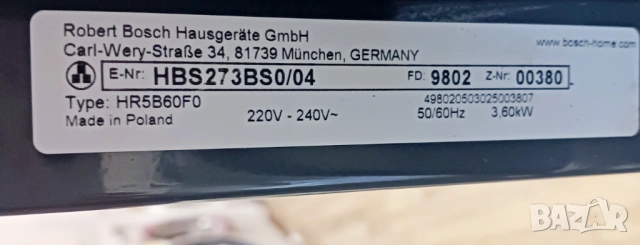 Robert Bosch Hausgeräte GmbH
Carl-Wery-Straße 34, 81739 München, GERMANY
www.bosch-home.com
E-Nr: HBS273BS0/04 FD: 9802 Z-Nr: 00380
Type: HR5B60F0 498020503025003807
Made in Poland 220V - 240V~ 50/60Hz 3,60kW
BAZAR.bg